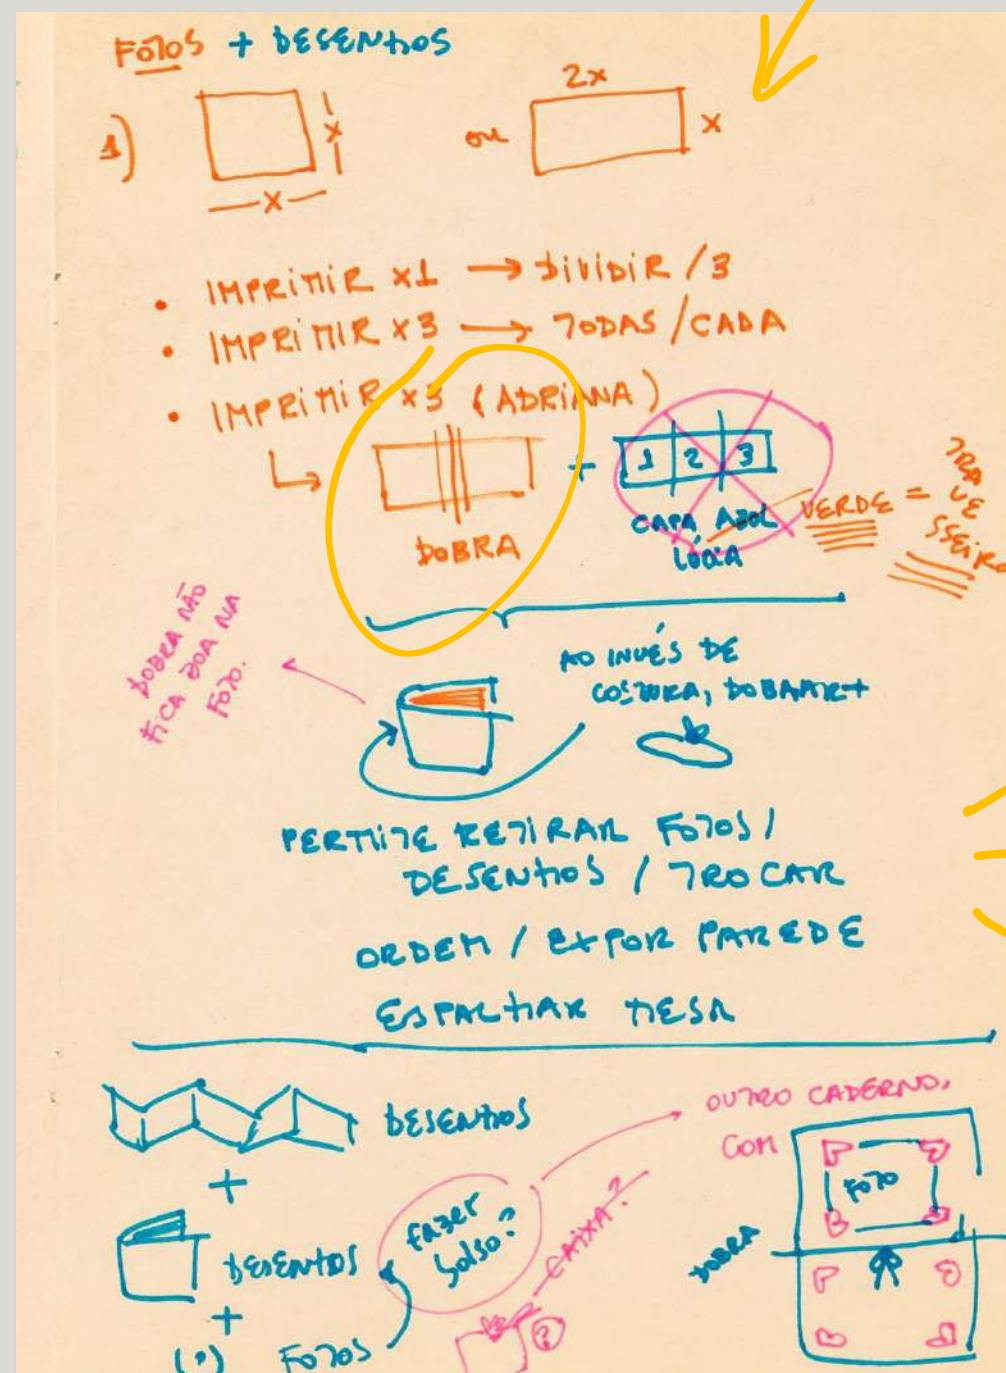 FOTOS + DESENHOS
1)
X
X
ou
2x
X
• IMPRIMIR x1 → DIVIDIR /3
• IMPRIMIR x3 → TODAS /CADA
• IMPRIMIR x3 (ADRIANA)
+
1 2 3
DOBRA
CAPA AZUL
VERDE = TRAVESSEIRO
DOBRA NÃO
FICA BOA NA
FOTO.
AO INVÉS DE
COSTURA, DOBRAR +
PERMITE RETIRAR FOTOS /
DESENHOS / TROCAR
ORDEM / EXPOR PAREDE
ESPALHAR MESA
DESENHOS
+
DESENHOS
+
(?) FOTOS
fazer
bolso?
CAIXA?
?
OUTRO CADERNO,
COM
FOTO
DOBRA